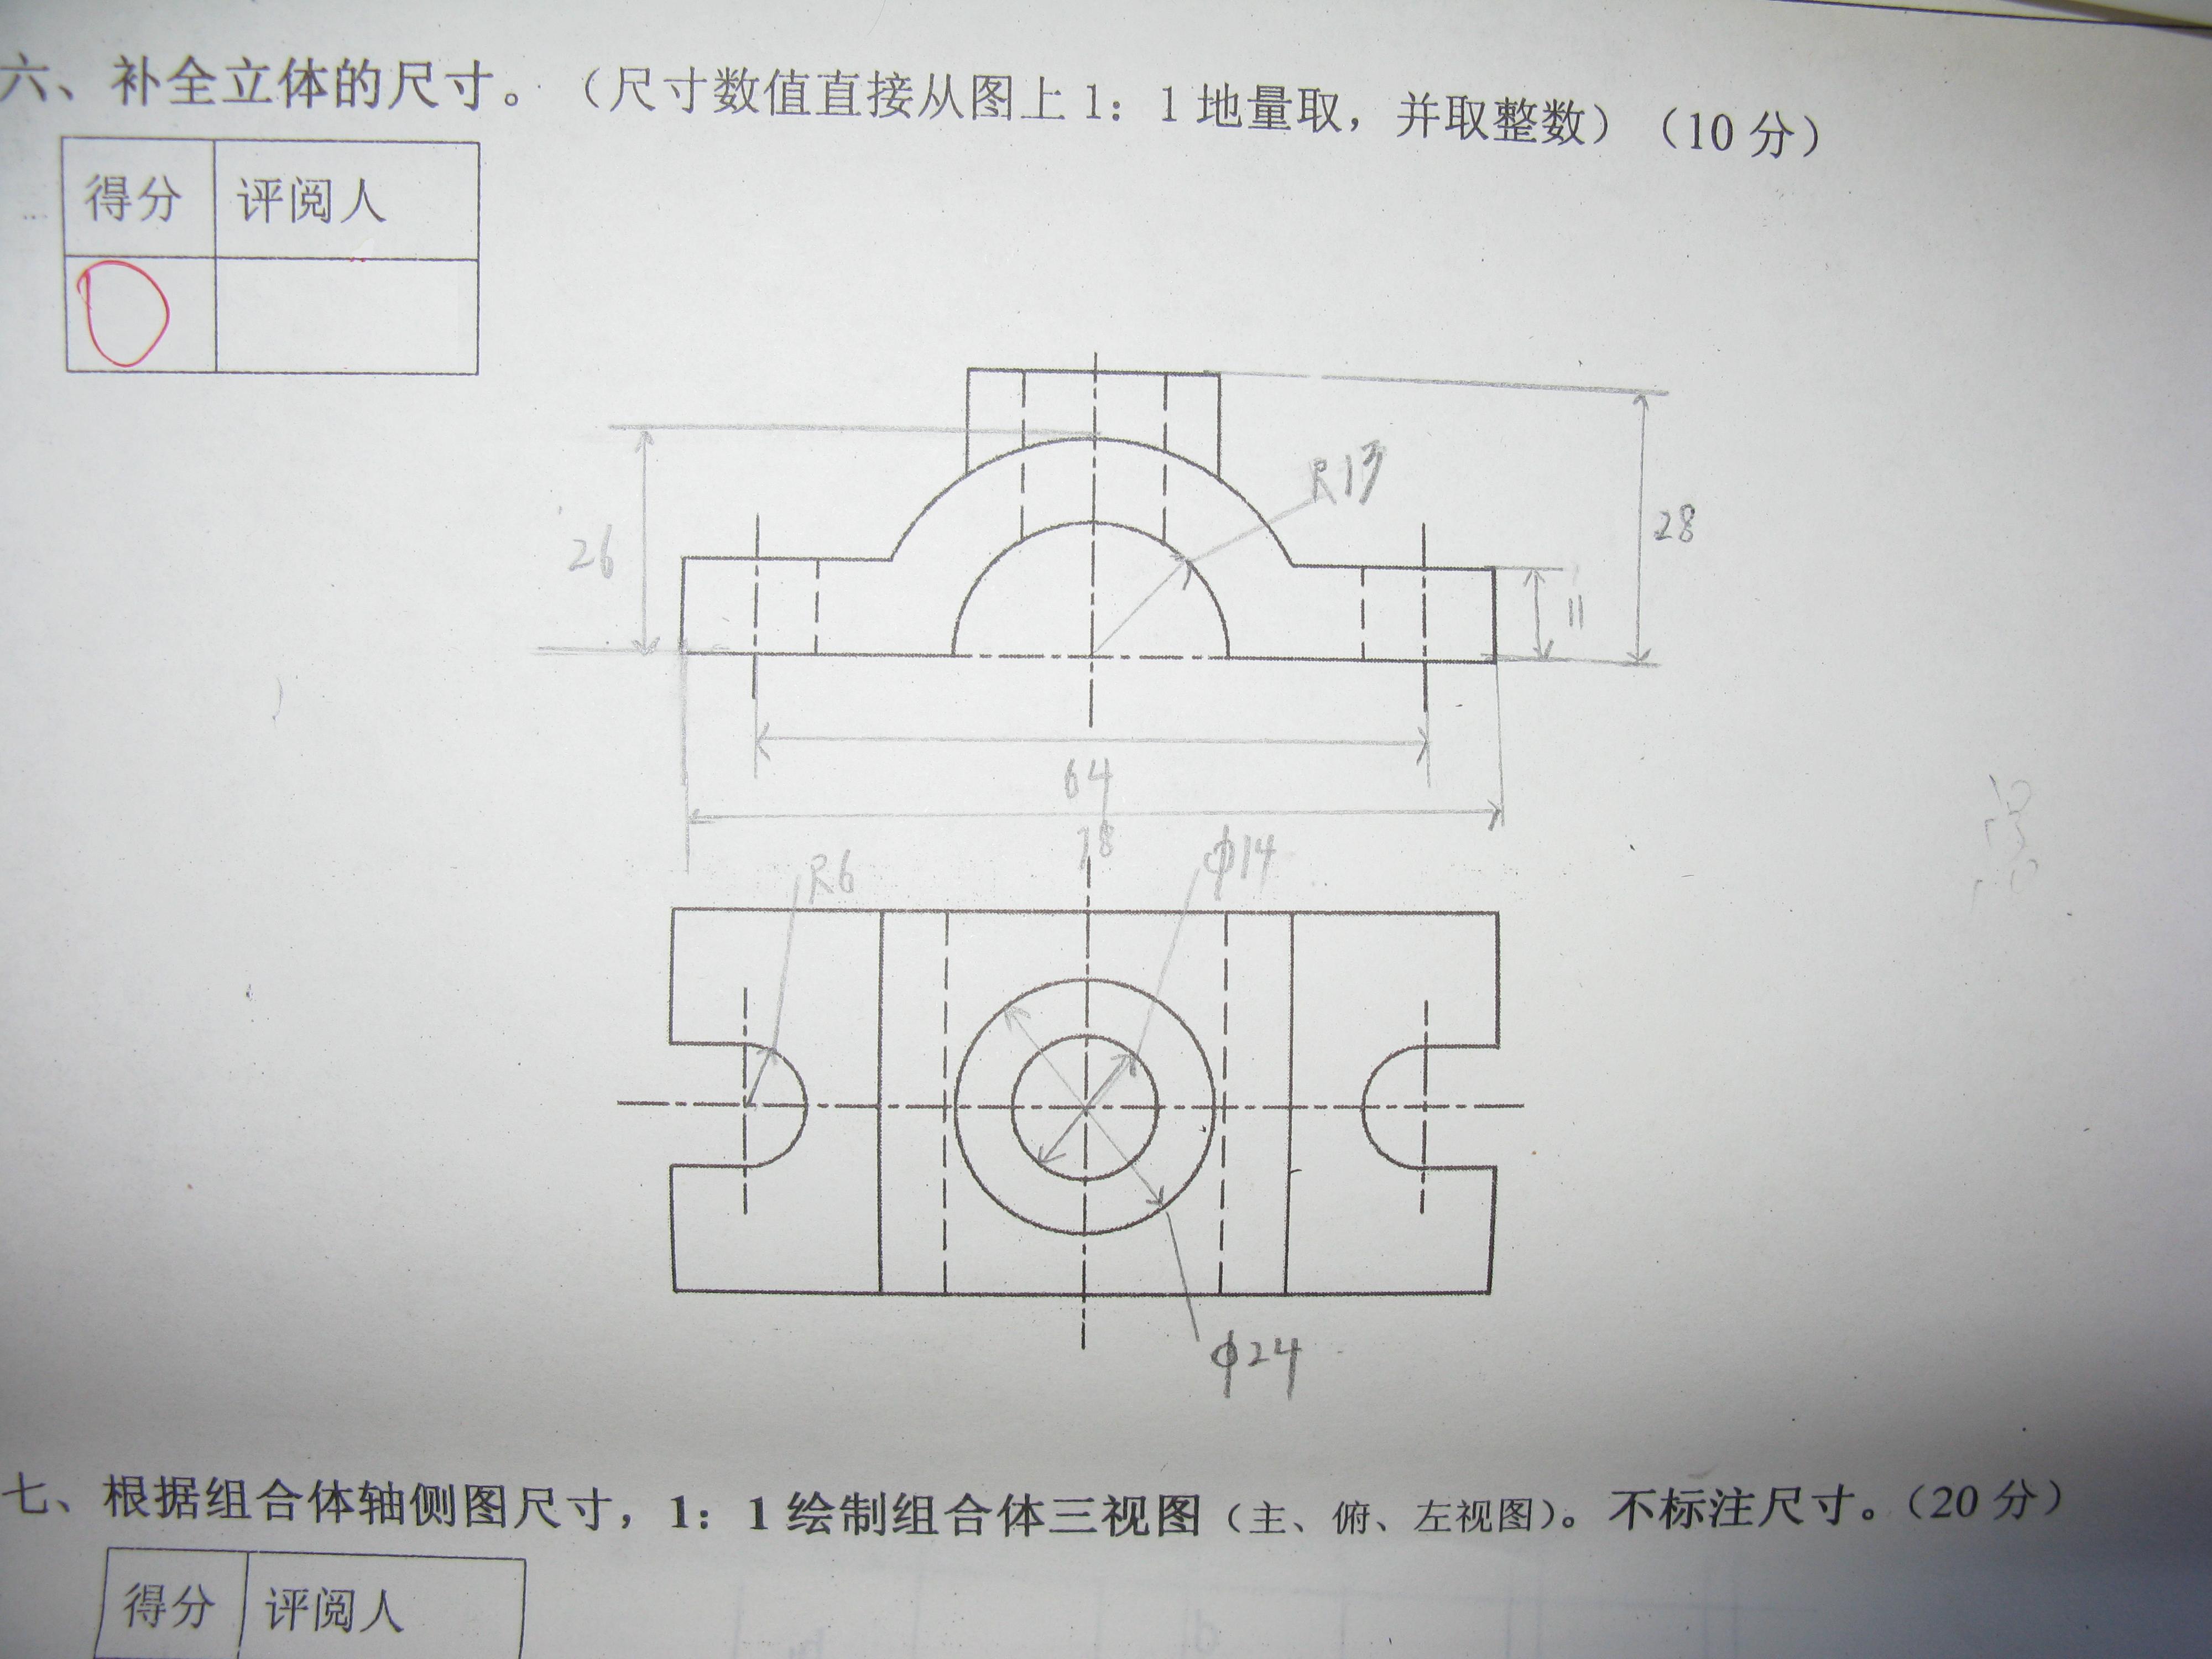 六、补全立体的尺寸。（尺寸数值直接从图上1：1地量取，并取整数）（10分）
得分 评阅人
R13
26
28
11
64
78
R6
ϕ14
ϕ24
七、根据组合体轴侧图尺寸，1：1绘制组合体三视图（主、俯、左视图）。不标注尺寸。（20分）
得分 评阅人